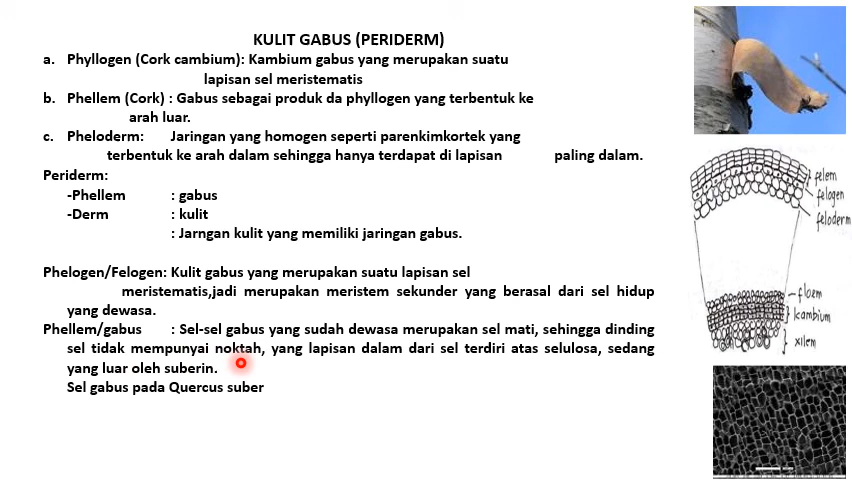 KULIT GABUS (PERIDERM)
a. Phyllogen (Cork cambium): Kambium gabus yang merupakan suatu
lapisan sel meristematis
b. Phellem (Cork) : Gabus sebagai produk da phyllogen yang terbentuk ke
arah luar.
c. Pheloderm: Jaringan yang homogen seperti parenkimkortek yang
terbentuk ke arah dalam sehingga hanya terdapat di lapisan paling dalam.
Periderm:
-Phellem : gabus
-Derm : kulit
: Jarngan kulit yang memiliki jaringan gabus.
Phelogen/Felogen: Kulit gabus yang merupakan suatu lapisan sel
meristematis,jadi merupakan meristem sekunder yang berasal dari sel hidup
yang dewasa.
Phellem/gabus : Sel-sel gabus yang sudah dewasa merupakan sel mati, sehingga dinding
sel tidak mempunyai noktah, yang lapisan dalam dari sel terdiri atas selulosa, sedang
yang luar oleh suberin.
Sel gabus pada Quercus suber
felem
felogen
feloderm
floem
kambium
xilem